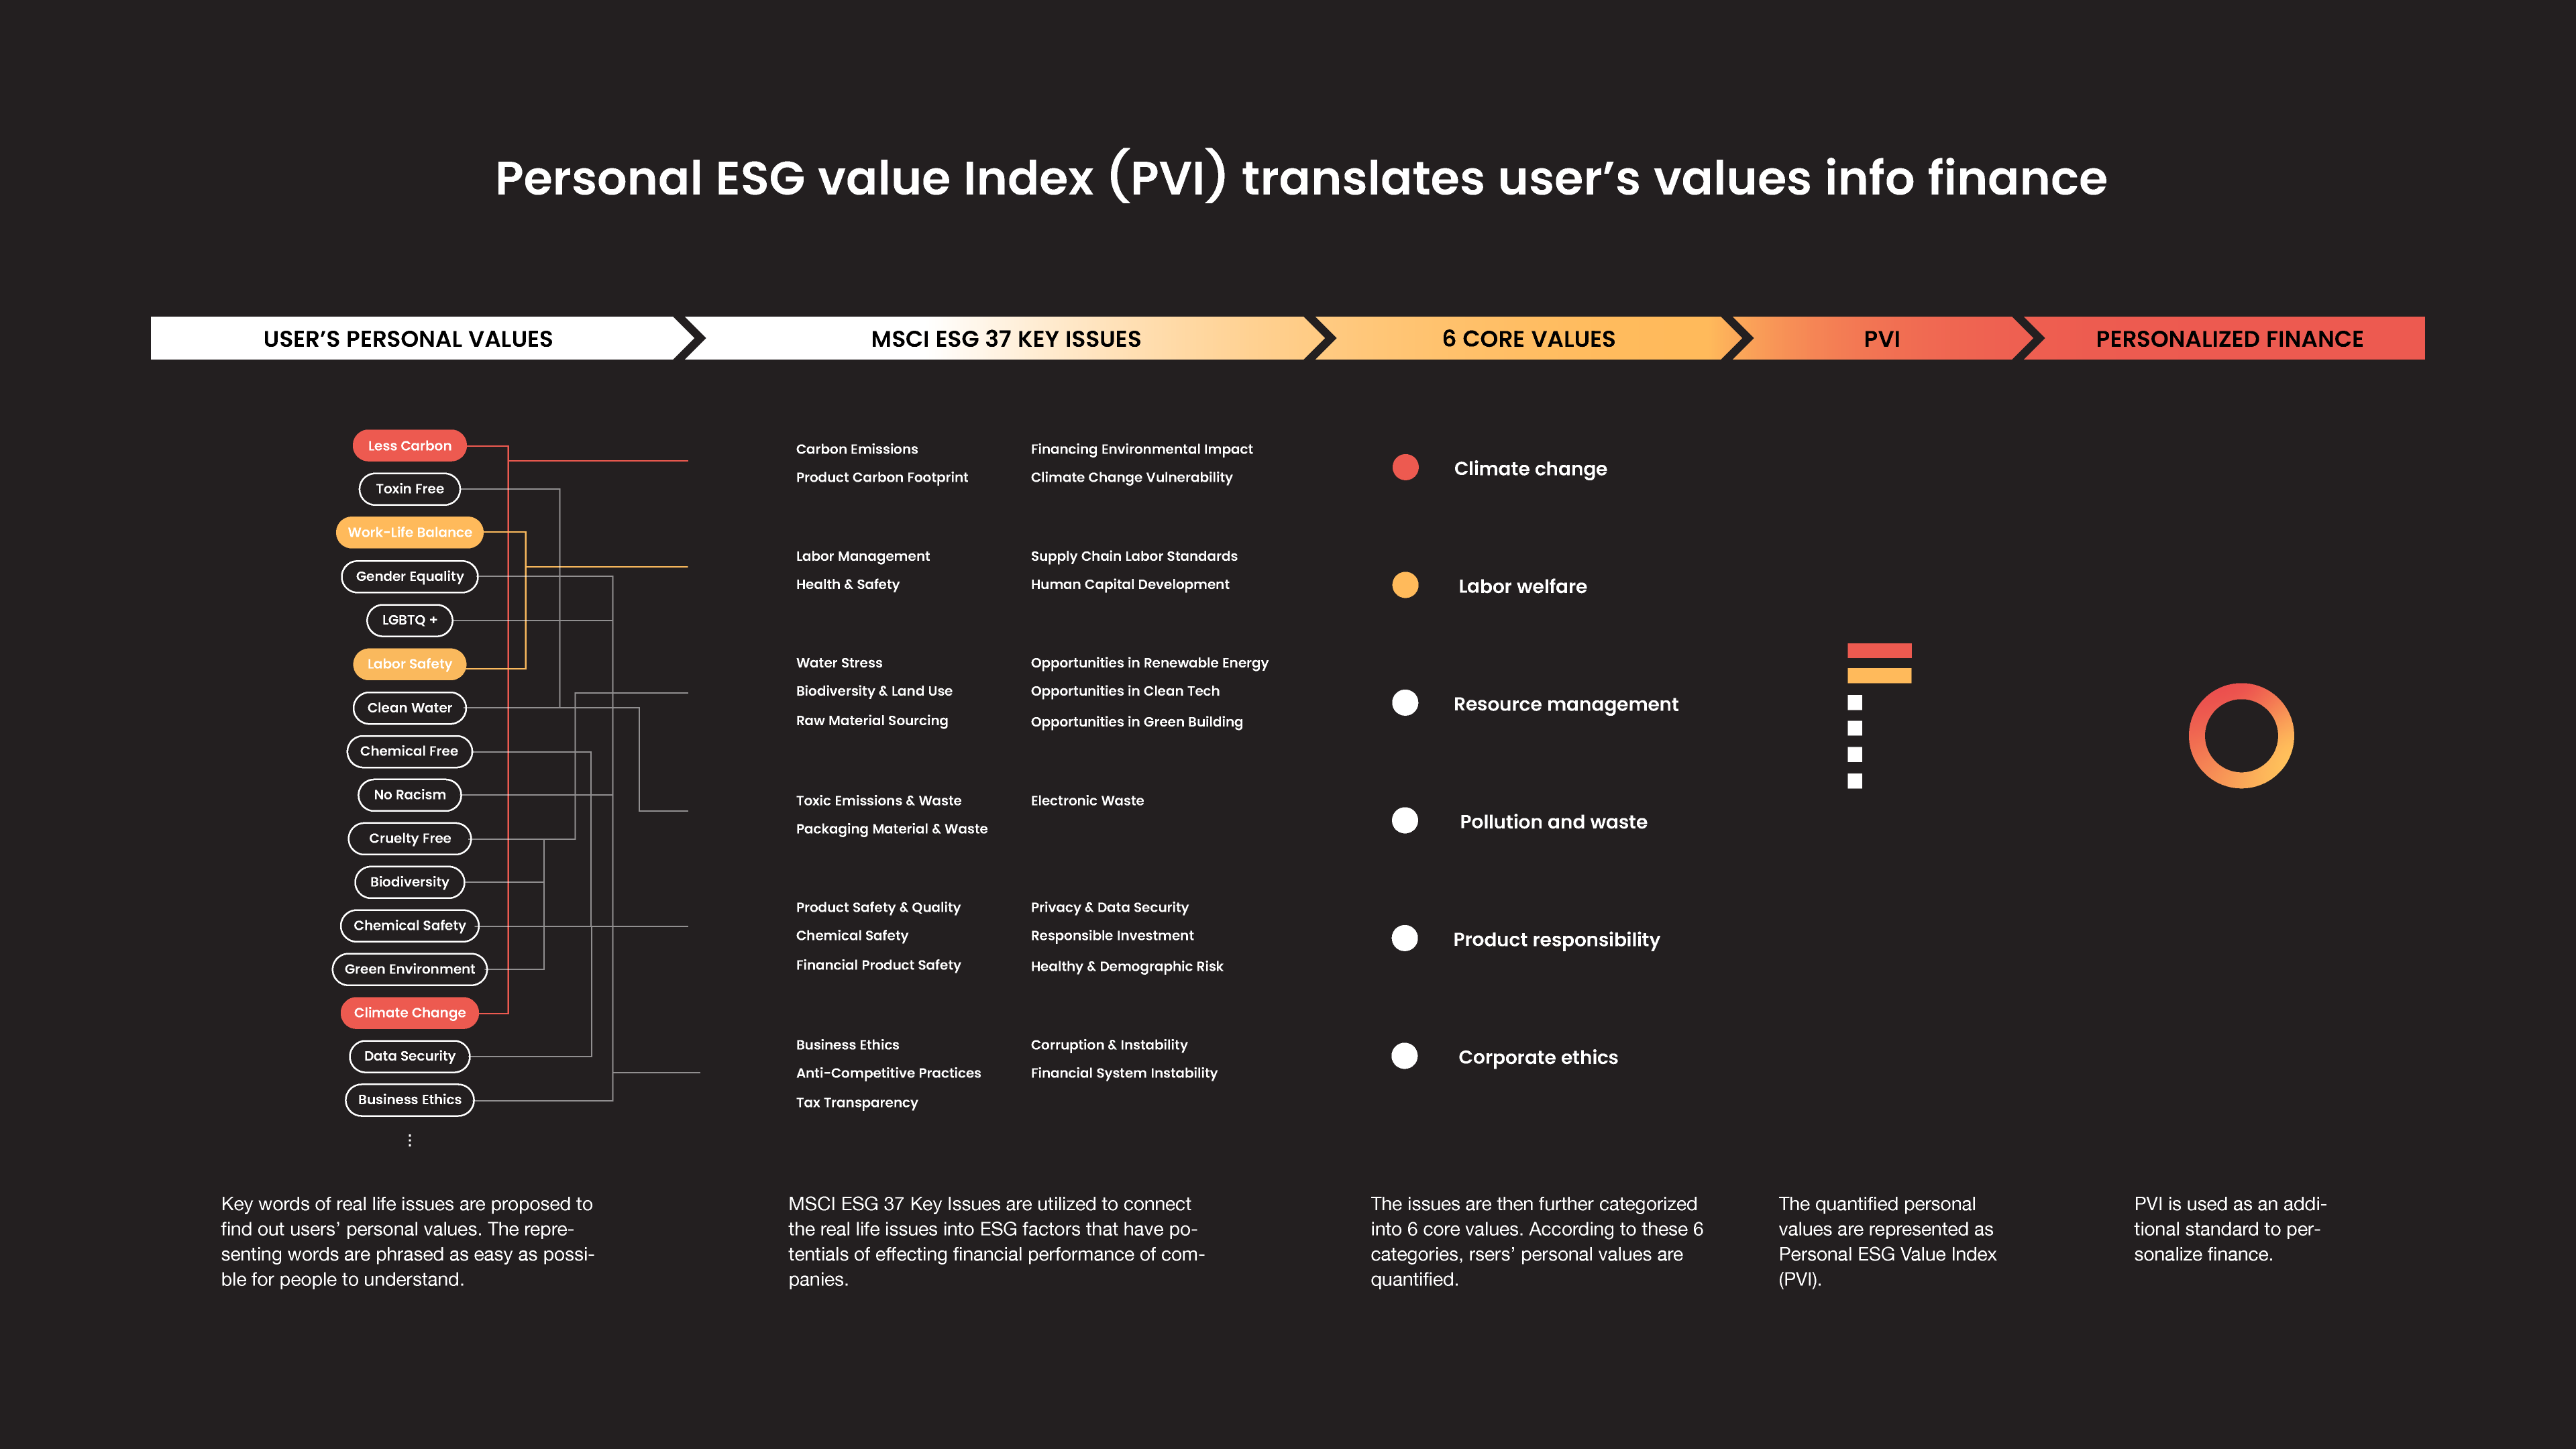 Personal ESG value Index (PVI) translates user’s values info finance
USER’S PERSONAL VALUES
MSCI ESG 37 KEY ISSUES
6 CORE VALUES
PVI
PERSONALIZED FINANCE
Less Carbon
Toxin Free
Work-Life Balance
Gender Equality
LGBTQ +
Labor Safety
Clean Water
Chemical Free
No Racism
Cruelty Free
Biodiversity
Chemical Safety
Green Environment
Climate Change
Data Security
Business Ethics
⋮
Carbon Emissions
Product Carbon Footprint
Financing Environmental Impact
Climate Change Vulnerability
Labor Management
Health & Safety
Supply Chain Labor Standards
Human Capital Development
Water Stress
Biodiversity & Land Use
Raw Material Sourcing
Opportunities in Renewable Energy
Opportunities in Clean Tech
Opportunities in Green Building
Toxic Emissions & Waste
Packaging Material & Waste
Electronic Waste
Product Safety & Quality
Chemical Safety
Financial Product Safety
Privacy & Data Security
Responsible Investment
Healthy & Demographic Risk
Business Ethics
Anti-Competitive Practices
Tax Transparency
Corruption & Instability
Financial System Instability
Climate change
Labor welfare
Resource management
Pollution and waste
Product responsibility
Corporate ethics
Key words of real life issues are proposed to
find out users’ personal values. The repre-
senting words are phrased as easy as possi-
ble for people to understand.
MSCI ESG 37 Key Issues are utilized to connect
the real life issues into ESG factors that have po-
tentials of effecting financial performance of com-
panies.
The issues are then further categorized
into 6 core values. According to these 6
categories, rsers’ personal values are
quantified.
The quantified personal
values are represented as
Personal ESG Value Index
(PVI).
PVI is used as an addi-
tional standard to per-
sonalize finance.